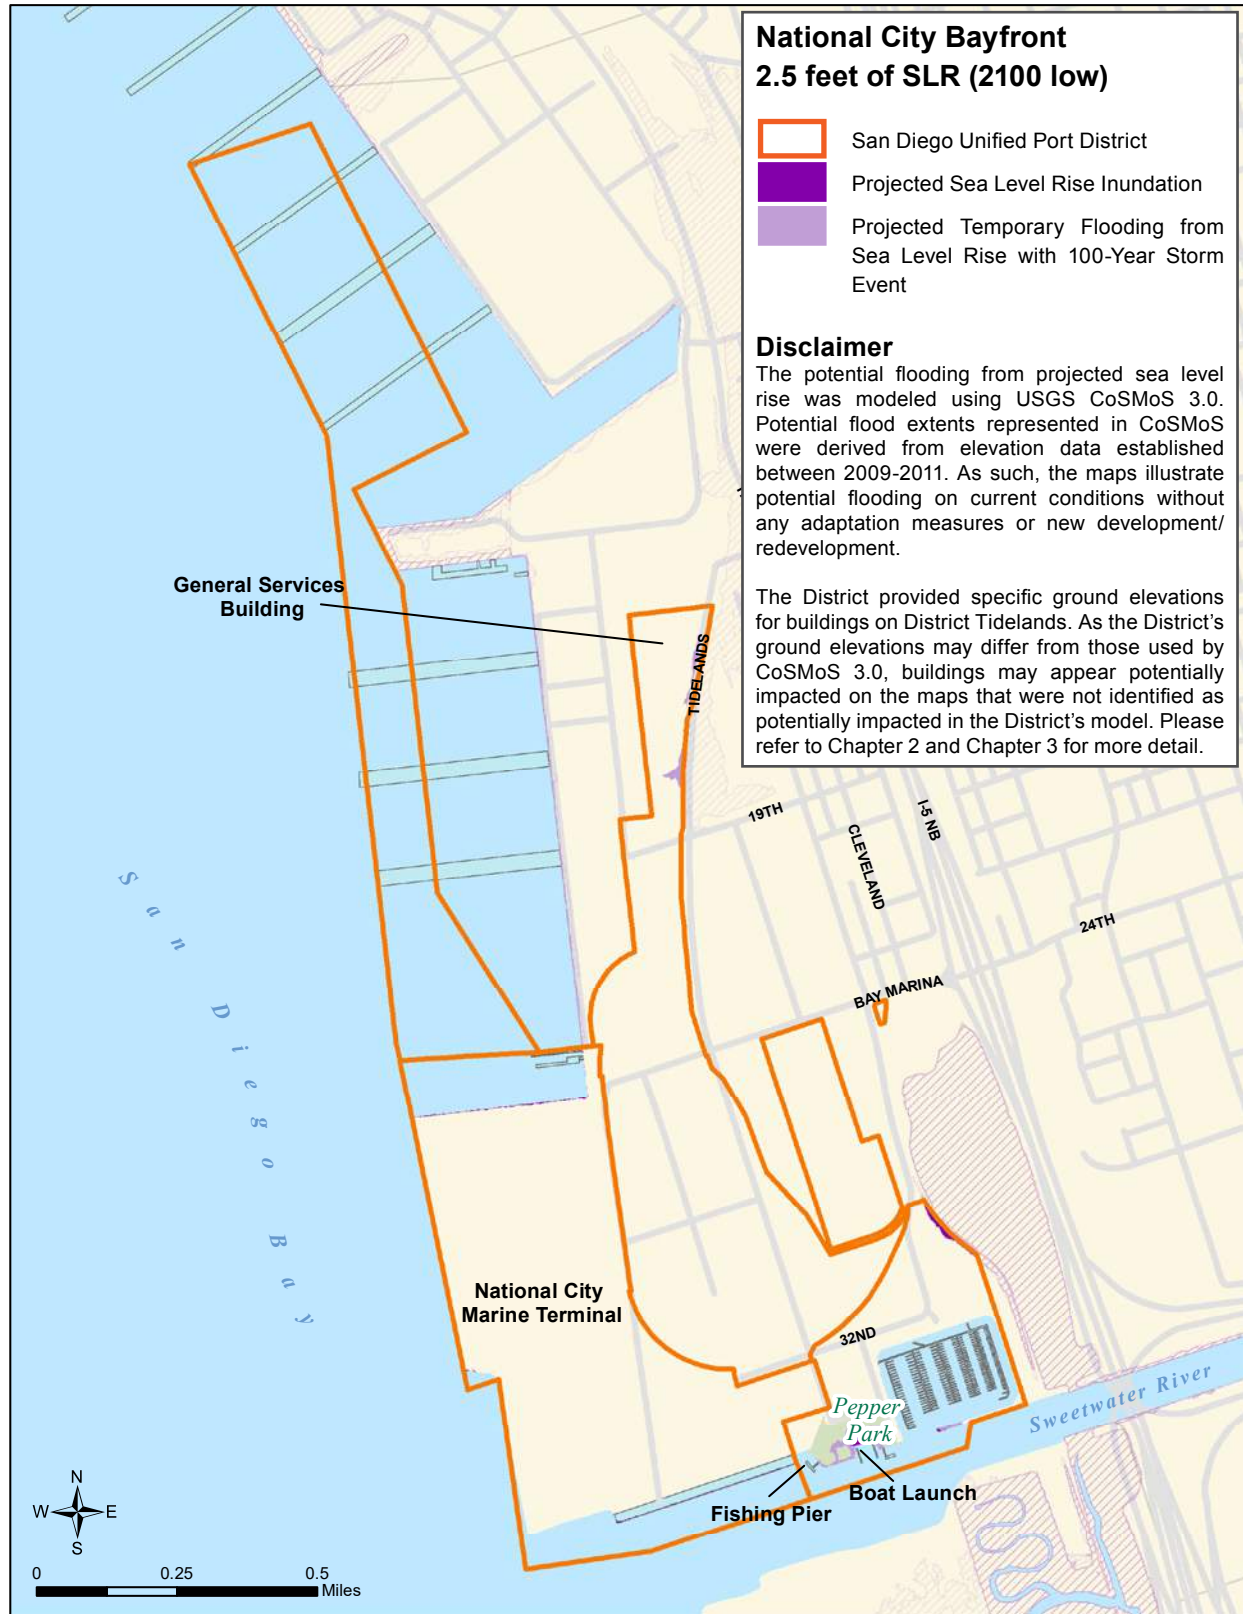 National City Bayfront
2.5 feet of SLR (2100 low)
San Diego Unified Port District
Projected Sea Level Rise Inundation
Projected Temporary Flooding from
Sea Level Rise with 100-Year Storm
Event
Disclaimer
The potential flooding from projected sea level
rise was modeled using USGS CoSMoS 3.0.
Potential flood extents represented in CoSMoS
were derived from elevation data established
between 2009-2011. As such, the maps illustrate
potential flooding on current conditions without
any adaptation measures or new development/
redevelopment.
The District provided specific ground elevations
for buildings on District Tidelands. As the District's
ground elevations may differ from those used by
CoSMoS 3.0, buildings may appear potentially
impacted on the maps that were not identified as
potentially impacted in the District's model. Please
refer to Chapter 2 and Chapter 3 for more detail.
General Services
Building
TIDELANDS
19TH
CLEVELAND
I-5 NB
24TH
BAY MARINA
San Diego Bay
National City
Marine Terminal
32ND
Pepper
Park
Sweetwater River
Boat Launch
Fishing Pier
N
W
E
S
0
0.25
0.5
Miles